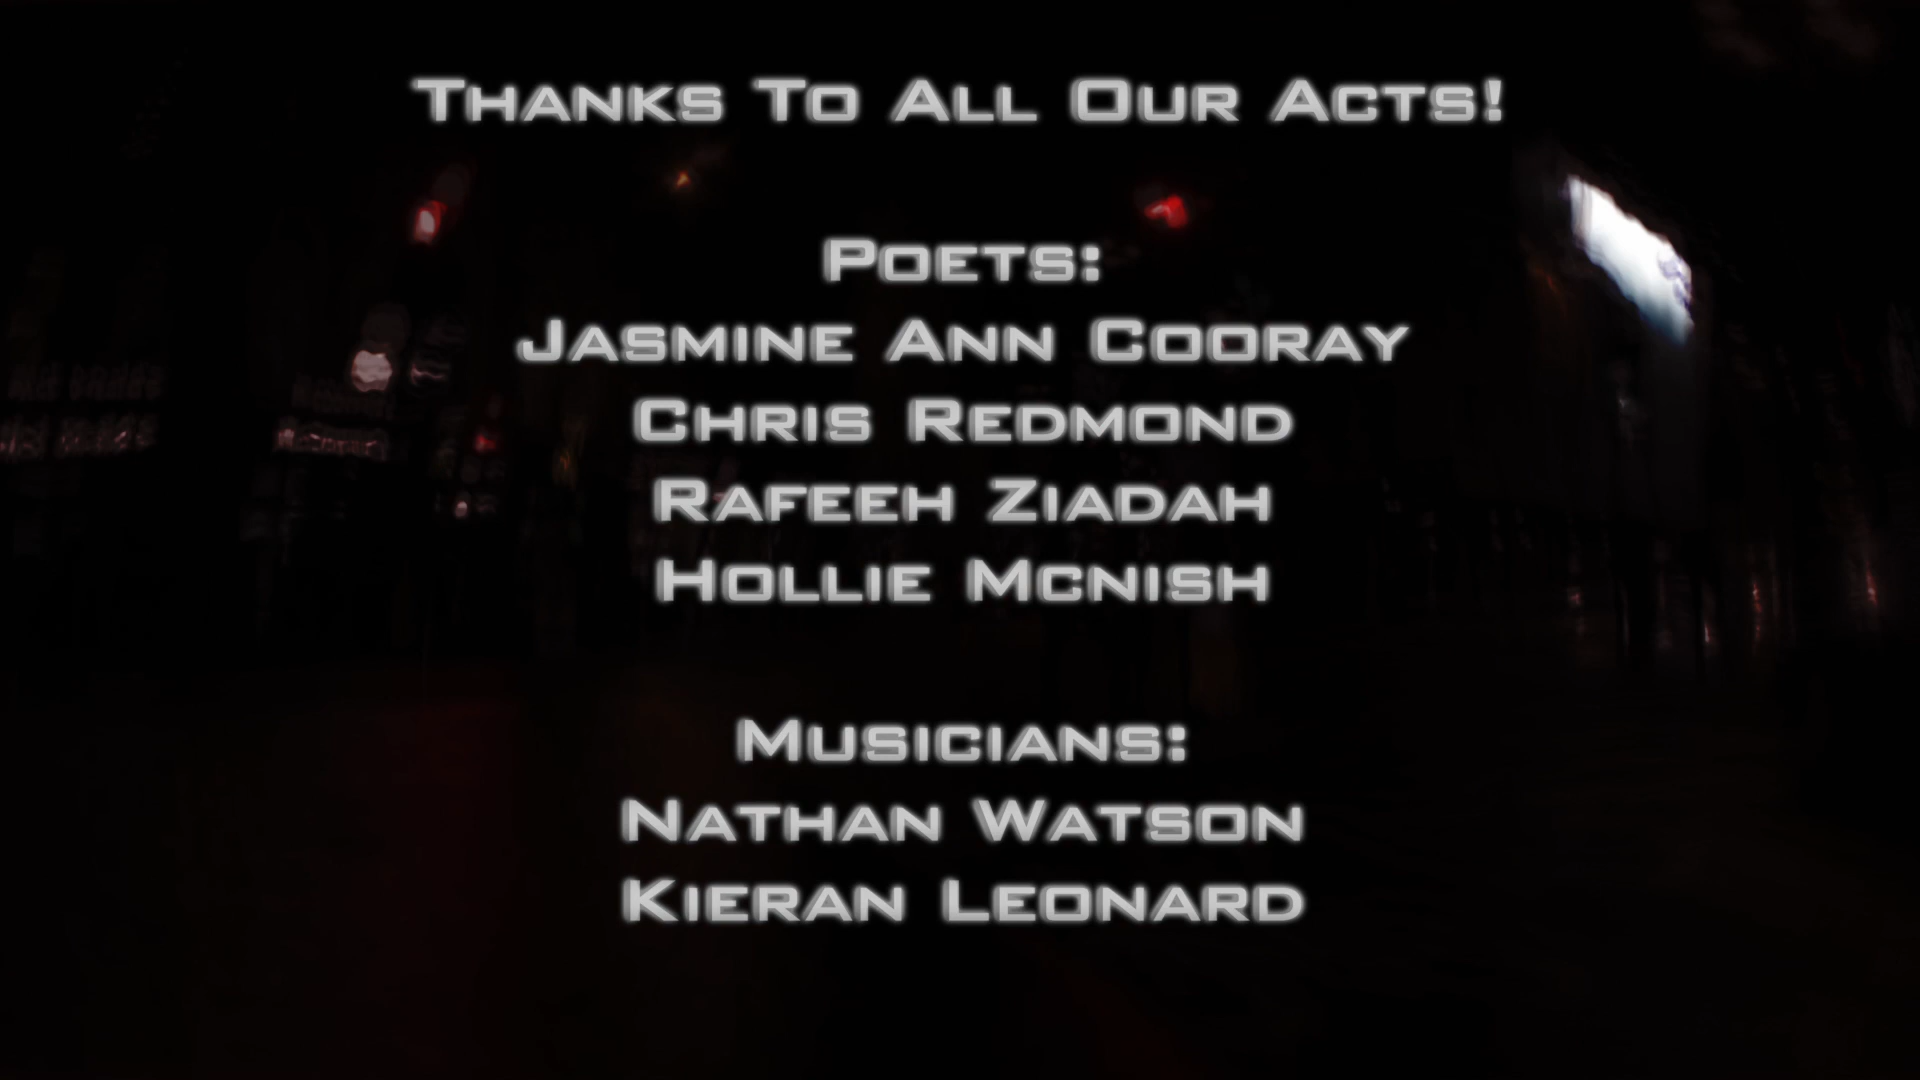 Thanks To All Our Acts!
Poets:
Jasmine Ann Cooray
Chris Redmond
Rafeeh Ziadah
Hollie Mcnish
Musicians:
Nathan Watson
Kieran Leonard